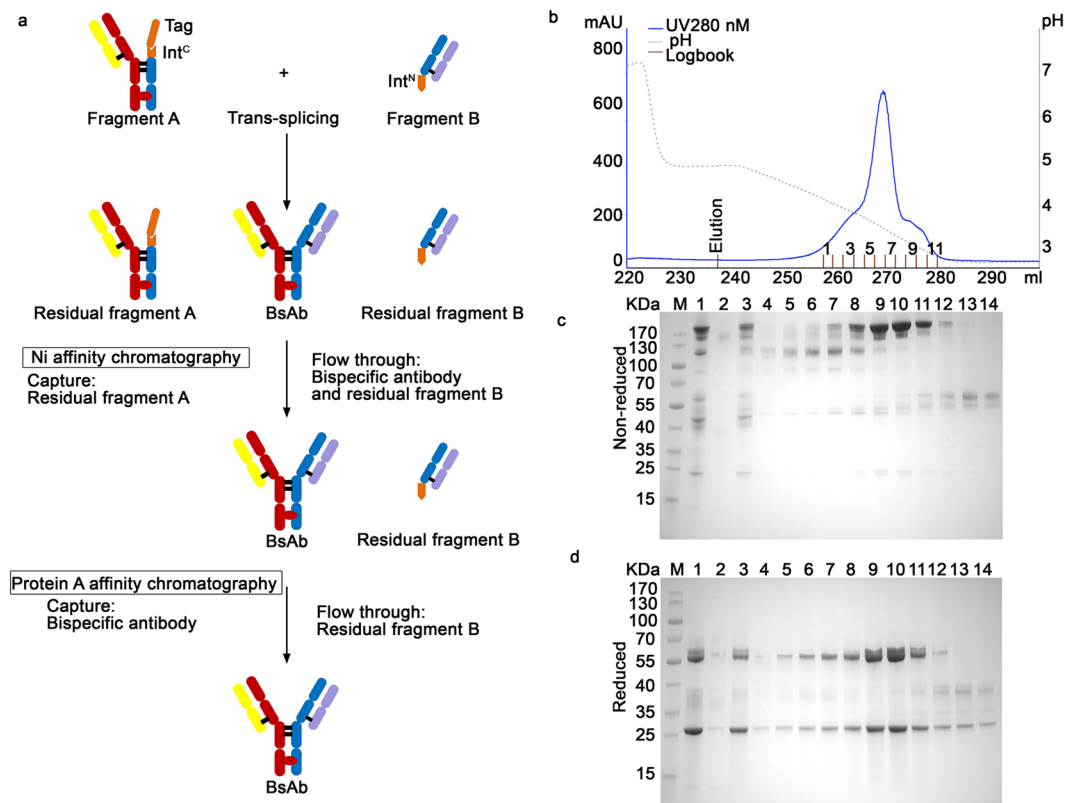 a
Tag
Int^C
+
Int^N
Fragment A
Trans-splicing
Fragment B
Residual fragment A
BsAb
Residual fragment B
Ni affinity chromatography
Capture:
Residual fragment A
Flow through:
Bispecific antibody
and residual fragment B
BsAb
Residual fragment B
Protein A affinity chromatography
Capture:
Bispecific antibody
Flow through:
Residual fragment B
BsAb
b
mAU
pH
UV280 nM
pH
Logbook
800
600
400
200
0
7
6
5
4
3
Elution
1 3 5 7 9 11
220 230 240 250 260 270 280 290 ml
c
KDa M 1 2 3 4 5 6 7 8 9 10 11 12 13 14
170
130
100
70
55
40
35
25
15
Non-reduced
d
KDa M 1 2 3 4 5 6 7 8 9 10 11 12 13 14
170
130
100
70
55
40
35
25
15
Reduced